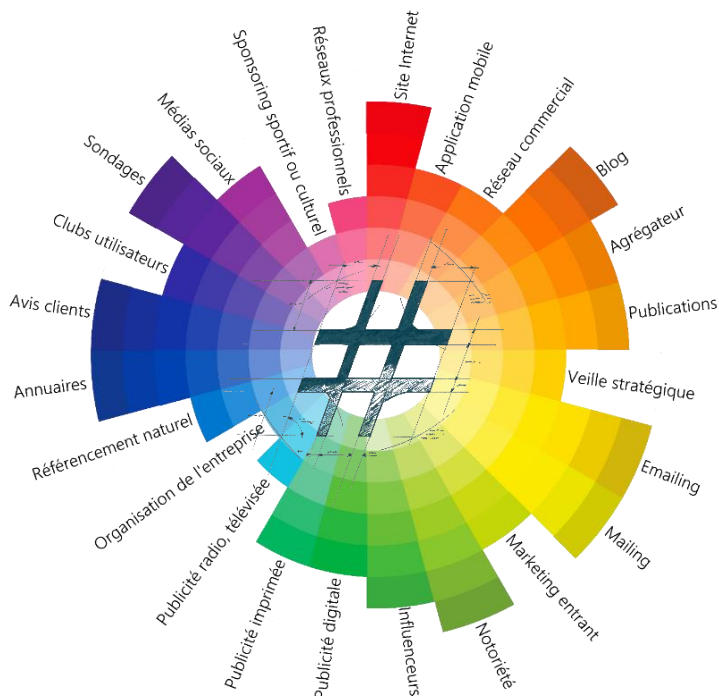 Site Internet
Application mobile
Réseau commercial
Blog
Agrégateur
Publications
Veille stratégique
Emailing
Mailing
Marketing entrant
Notoriété
Influenceurs
Publicité digitale
Publicité imprimée
Publicité radio, télévisée
Organisation de l'entreprise
Référencement naturel
Annuaires
Avis clients
Clubs utilisateurs
Sondages
Médias sociaux
Sponsoring sportif ou culturel
Réseaux professionnels